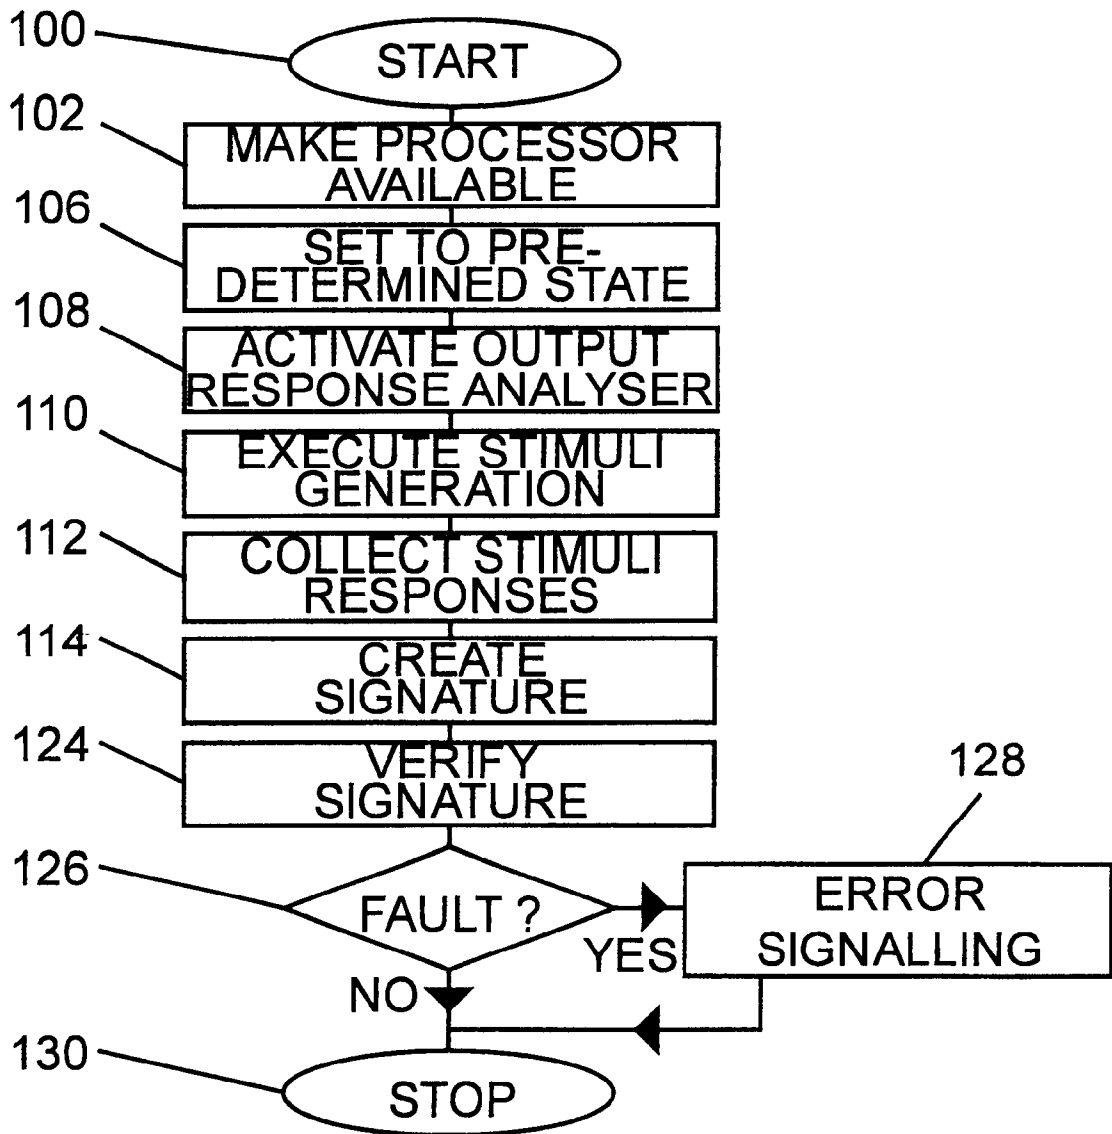 100
START
102
MAKE PROCESSOR
AVAILABLE
106
SET TO PRE-
DETERMINED STATE
108
ACTIVATE OUTPUT
RESPONSE ANALYSER
110
EXECUTE STIMULI
GENERATION
112
COLLECT STIMULI
RESPONSES
114
CREATE
SIGNATURE
124
VERIFY
SIGNATURE
128
126
FAULT ?
YES
ERROR
SIGNALLING
NO
130
STOP